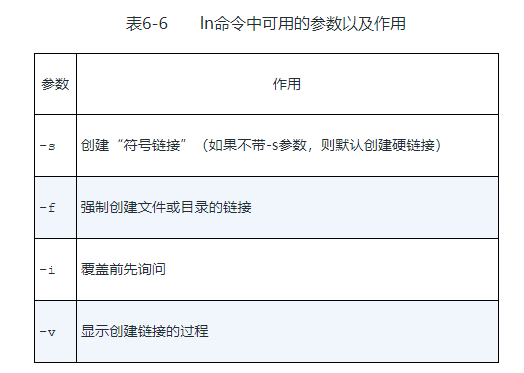 表6-6 ln命令中可用的参数以及作用
参数 作用
-s 创建“符号链接”（如果不带-s参数，则默认创建硬链接）
-f 强制创建文件或目录的链接
-i 覆盖前先询问
-v 显示创建链接的过程